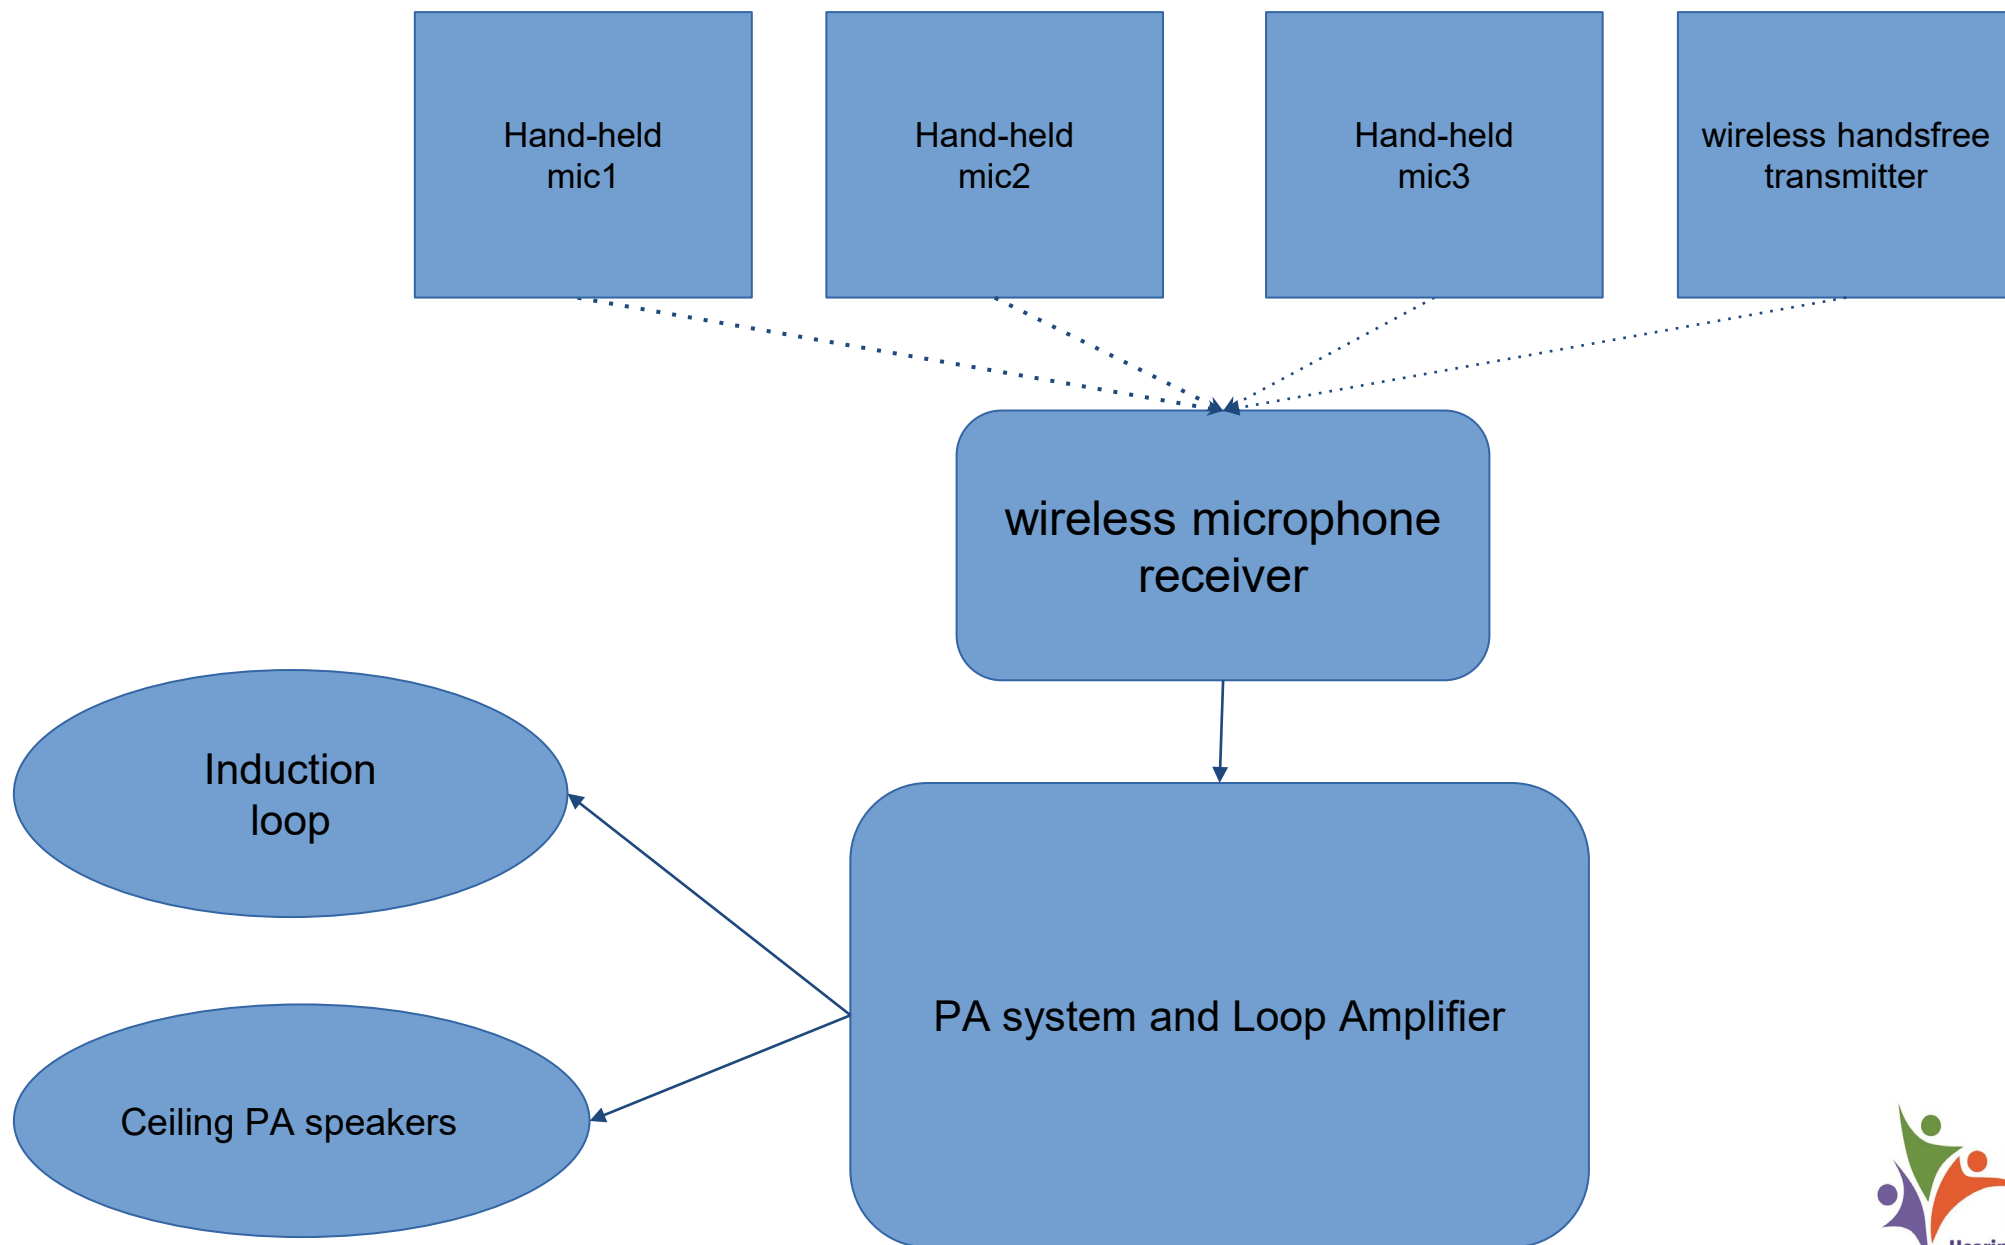 Hand-held
mic1
Hand-held
mic2
Hand-held
mic3
wireless handsfree
transmitter
wireless microphone
receiver
Induction
loop
PA system and Loop Amplifier
Ceiling PA speakers